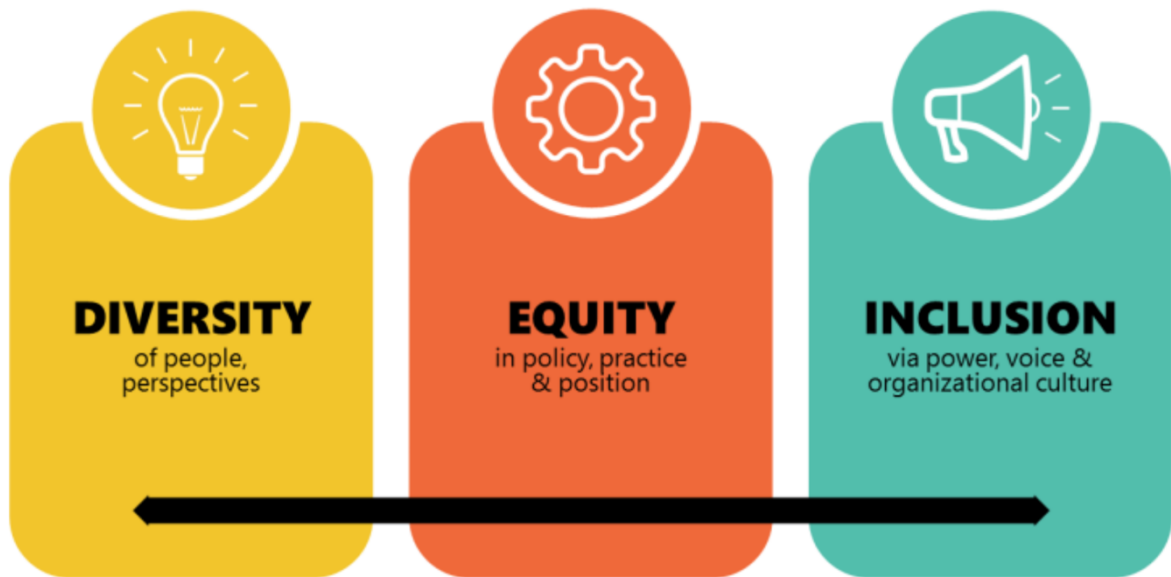 DIVERSITY
of people,
perspectives
EQUITY
in policy, practice
& position
INCLUSION
via power, voice &
organizational culture